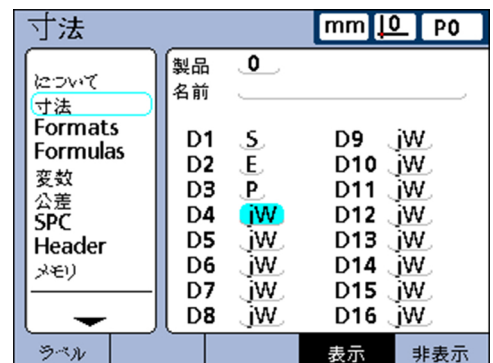 寸法
mm 0 P0
について
寸法
Formats
Formulas
変数
公差
SPC
Header
メモリ
製品 0
名前
D1 S D9 jW
D2 E D10 jW
D3 P D11 jW
D4 jW D12 jW
D5 jW D13 jW
D6 jW D14 jW
D7 jW D15 jW
D8 jW D16 jW
ラベル 表示 非表示